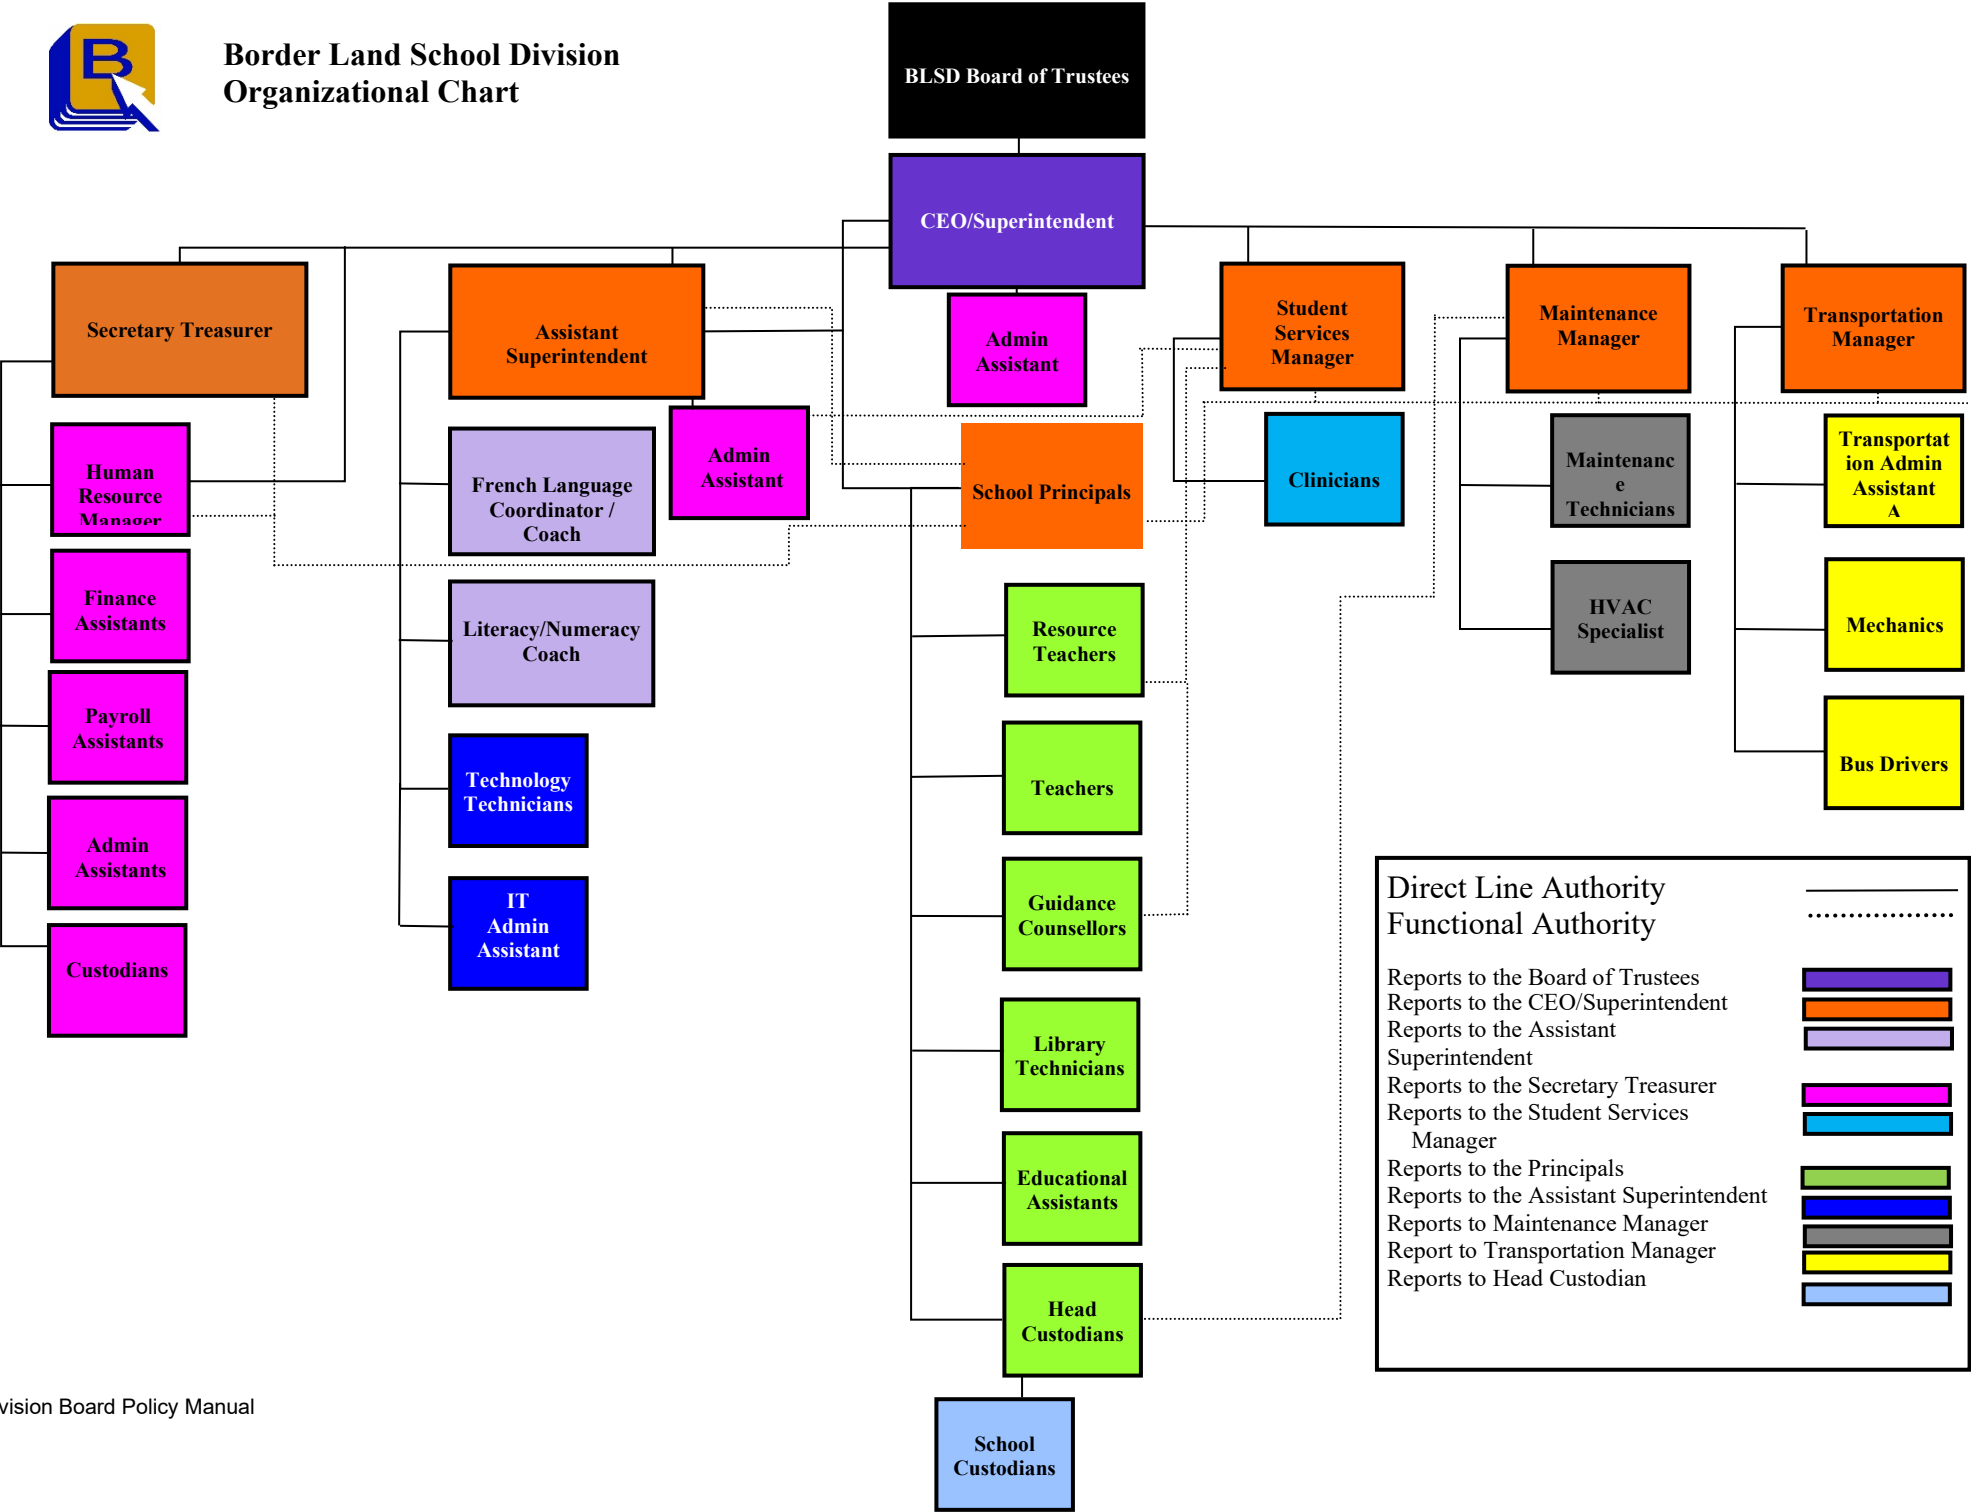 B
Border Land School Division
Organizational Chart
BLSD Board of Trustees
CEO/Superintendent
Admin
Assistant
Secretary Treasurer
Human
Resource
Manager
Finance
Assistants
Payroll
Assistants
Admin
Assistants
Custodians
Assistant
Superintendent
Admin
Assistant
French Language
Coordinator /
Coach
Literacy/Numeracy
Coach
Technology
Technicians
IT
Admin
Assistant
School Principals
Resource
Teachers
Teachers
Guidance
Counsellors
Library
Technicians
Educational
Assistants
Head
Custodians
School
Custodians
Student
Services
Manager
Clinicians
Maintenance
Manager
Maintenanc
e
Technicians
HVAC
Specialist
Transportation
Manager
Transportat
ion Admin
Assistant
A
Mechanics
Bus Drivers
Direct Line Authority
Functional Authority
Reports to the Board of Trustees
Reports to the CEO/Superintendent
Reports to the Assistant
Superintendent
Reports to the Secretary Treasurer
Reports to the Student Services
Manager
Reports to the Principals
Reports to the Assistant Superintendent
Reports to Maintenance Manager
Report to Transportation Manager
Reports to Head Custodian
vision Board Policy Manual